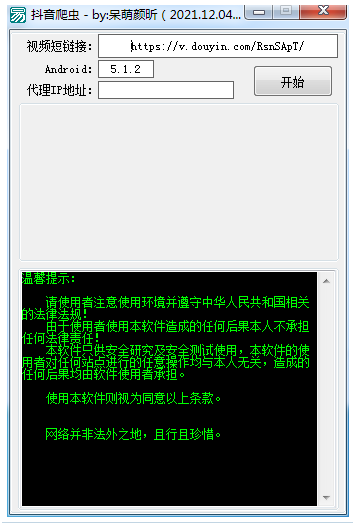 抖音爬虫 - by:呆萌颜昕（2021.12.04...
视频短链接：
https://v.douyin.com/RsnSApT/
Android：
5.1.2
代理IP地址：
开始
温馨提示：
请使用者注意使用环境并遵守中华人民共和国相关
的法律法规！
由于使用者使用本软件造成的任何后果本人不承担
任何法律责任！
本软件只供安全研究及安全测试使用，本软件的使
用者对任何站点进行的任意操作均与本人无关，造成的
任何后果均由软件使用者承担。
使用本软件则视为同意以上条款。
网络并非法外之地，且行且珍惜。